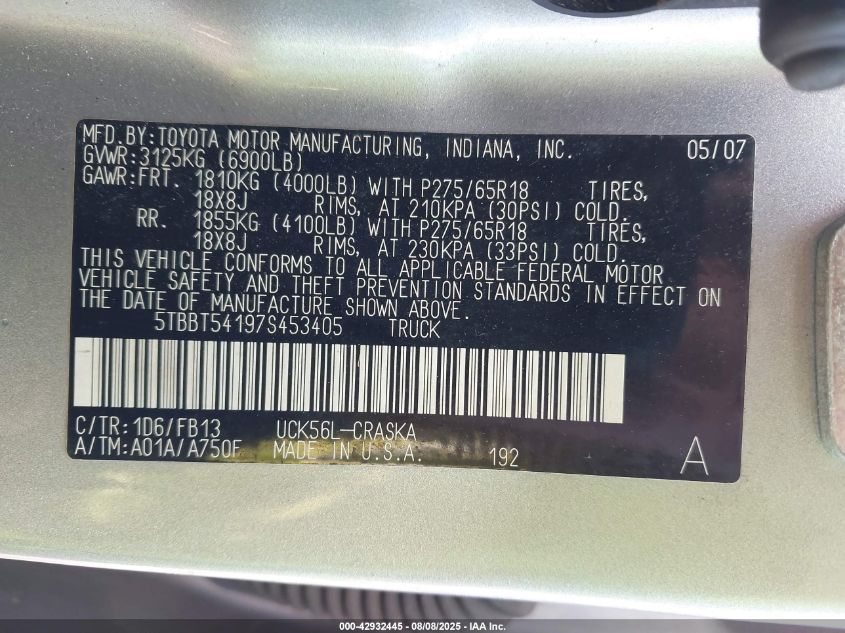 MFD.BY:TOYOTA MOTOR MANUFACTURING, INDIANA, INC. 05/07
GVWR:3125KG (6900LB)
GAWR:FRT. 1810KG (4000LB) WITH P275/65R18 TIRES,
18X8J RIMS, AT 210KPA (30PSI) COLD.
RR. 1855KG (4100LB) WITH P275/65R18 TIRES,
18X8J RIMS, AT 230KPA (33PSI) COLD.
THIS VEHICLE CONFORMS TO ALL APPLICABLE FEDERAL MOTOR
VEHICLE SAFETY AND THEFT PREVENTION STANDARDS IN EFFECT ON
THE DATE OF MANUFACTURE SHOWN ABOVE.
5TBBT54197S453405 TRUCK
C/TR:1D6/FB13 UCK56L-CRASKA
A/TM:A01A/A750F MADE IN U.S.A. 192 A
000-42932445 - 08/08/2025 - IAA Inc.